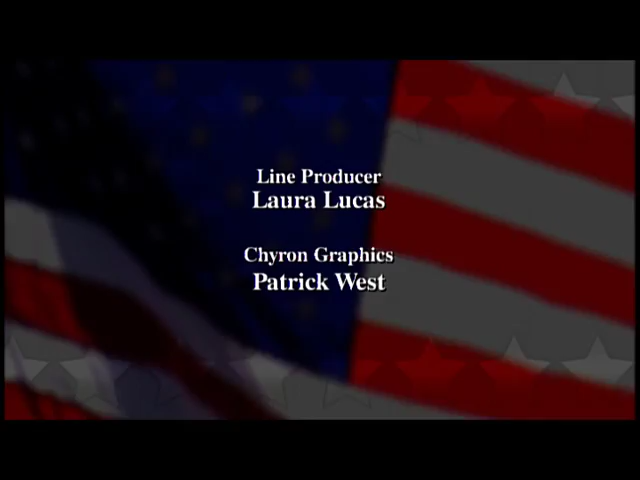 Line Producer
Laura Lucas
Chyron Graphics
Patrick West